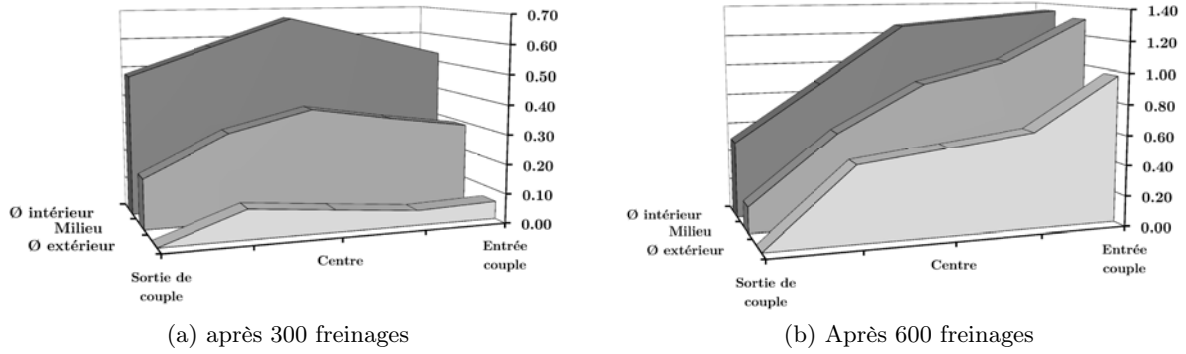 0.70
0.60
0.50
0.40
0.30
0.20
0.10
0.00
Ø intérieur
Milieu
Ø extérieur
Sortie de
couple
Centre
Entrée
couple
(a) après 300 freinages
1.40
1.20
1.00
0.80
0.60
0.40
0.20
0.00
Ø intérieur
Milieu
Ø extérieur
Sortie de
couple
Centre
Entrée
couple
(b) Après 600 freinages